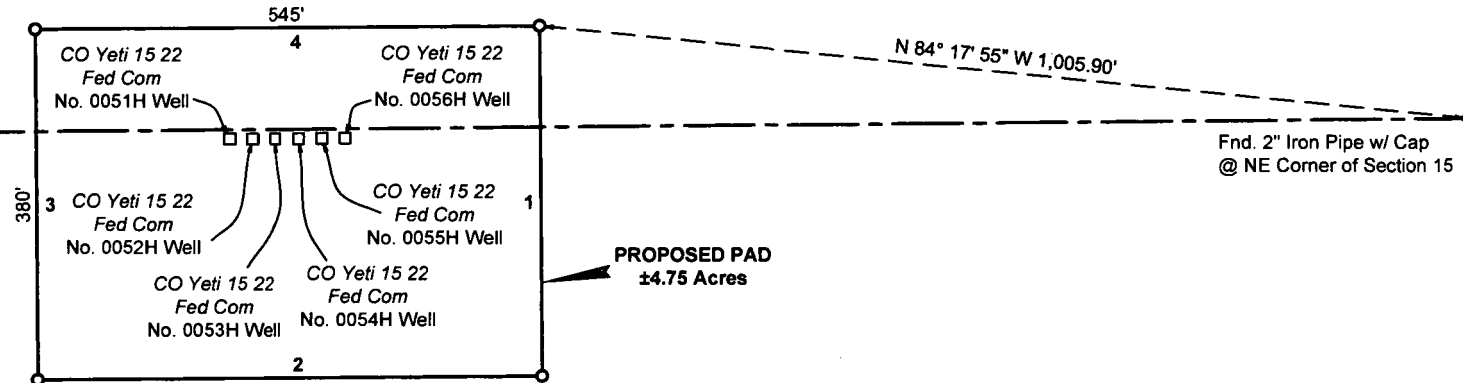 545'
4
CO Yeti 15 22
Fed Com
No. 0051H Well
CO Yeti 15 22
Fed Com
No. 0056H Well
N 84° 17' 55" W 1,005.90'
Fnd. 2" Iron Pipe w/ Cap
@ NE Corner of Section 15
380'
3
CO Yeti 15 22
Fed Com
No. 0052H Well
CO Yeti 15 22
Fed Com
No. 0055H Well
1
CO Yeti 15 22
Fed Com
No. 0053H Well
CO Yeti 15 22
Fed Com
No. 0054H Well
PROPOSED PAD
±4.75 Acres
2